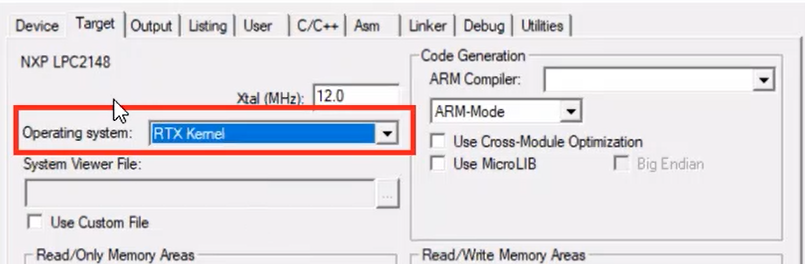 Device Target Output Listing User C/C++ Asm Linker Debug Utilities
NXP LPC2148
Xtal (MHz): 12.0
Operating system: RTX Kernel
System Viewer File:
...
Use Custom File
Read/Only Memory Areas
Code Generation
ARM Compiler:
ARM-Mode
Use Cross-Module Optimization
Use MicroLIB Big Endian
Read/Write Memory Areas